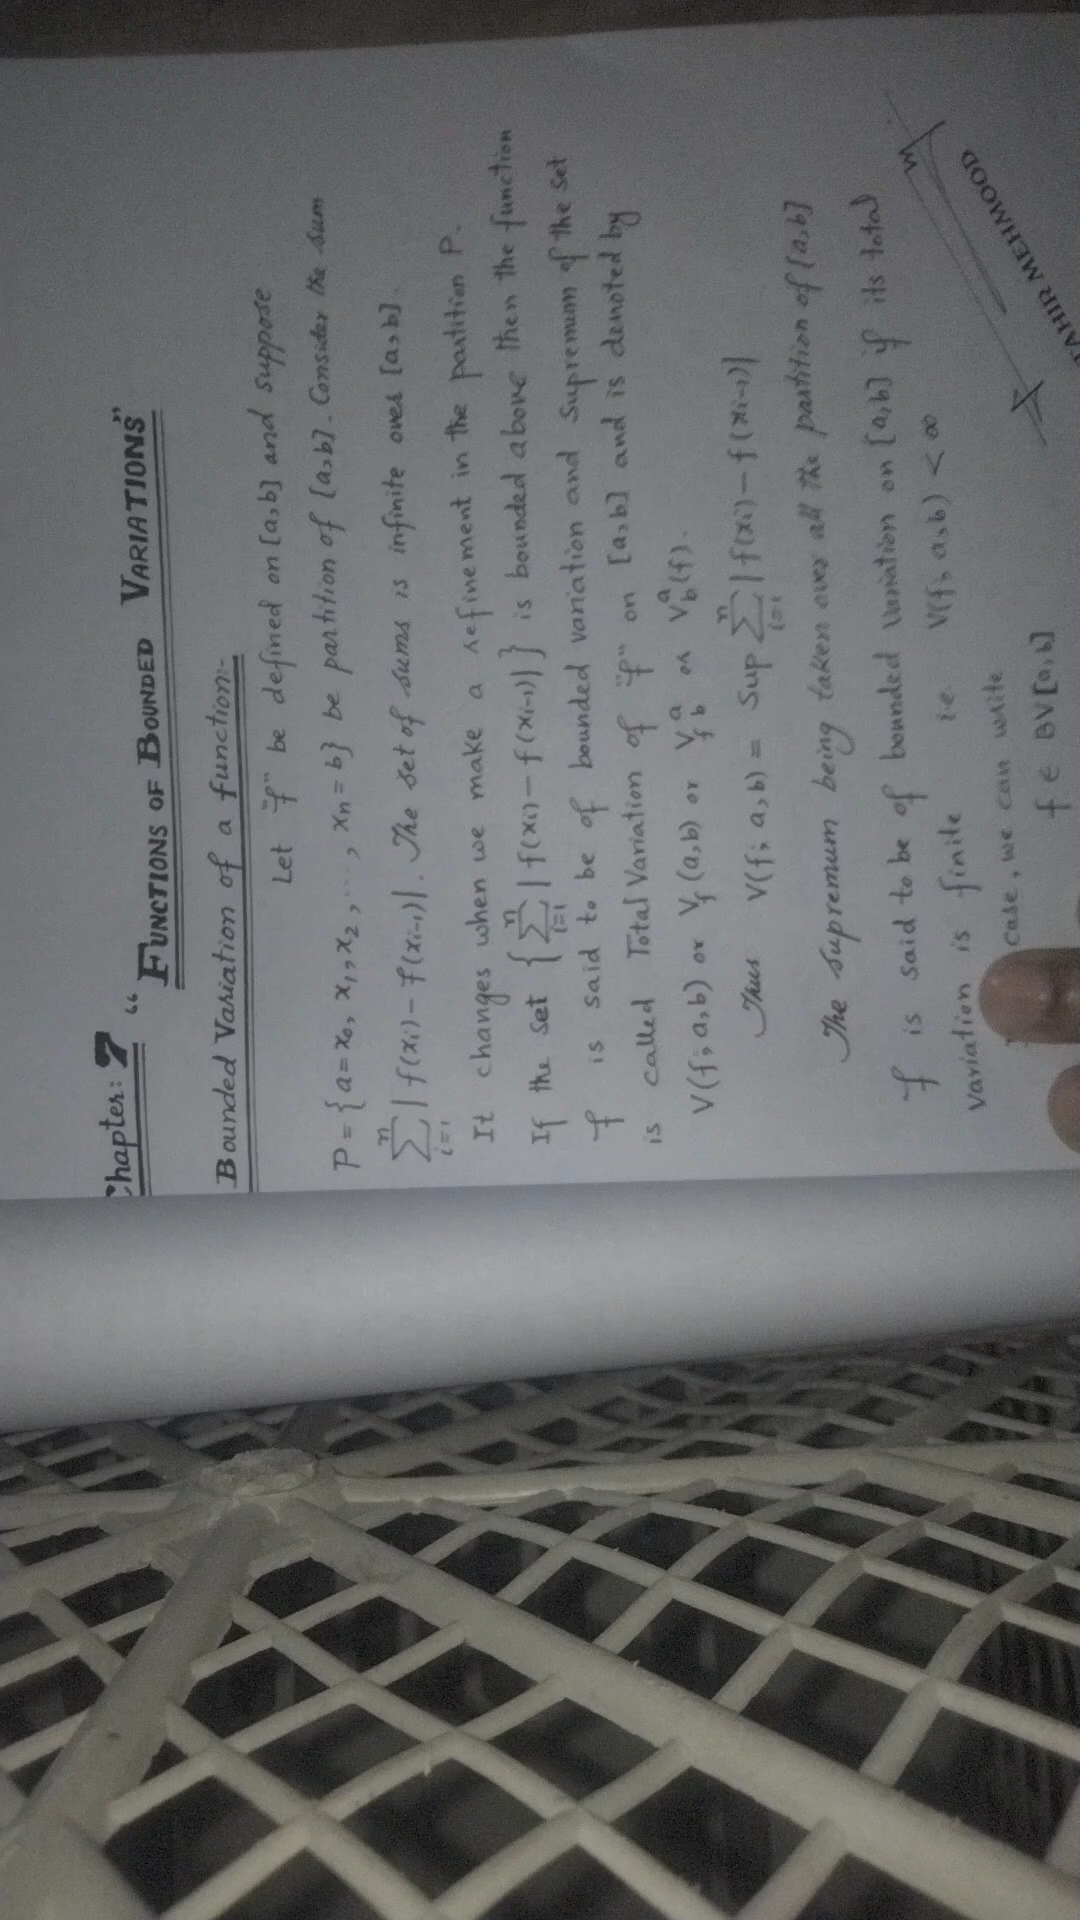 Chapter: 7
“FUNCTIONS OF BOUNDED VARIATIONS”
Bounded Variation of a function:-
Let "f" be defined on [a,b] and suppose
P = {a = x₀, x₁, x₂, ...., xₙ = b} be partition of [a,b]. Consider the sum
∑ⁿᵢ₌₁ |f(xᵢ) - f(xᵢ₋₁)|. The set of sums is infinite over [a,b].
It changes when we make a refinement in the partition P.
If the set {∑ⁿᵢ₌₁ |f(xᵢ) - f(xᵢ₋₁)|} is bounded above then the function
f is said to be of bounded variation and Supremum of the set
is called Total Variation of "f" on [a,b] and is denoted by
V(f; a,b) or V_f (a,b) or V_f ᵃ_b or Vᵃ_b (f).
Thus V(f; a,b) = Sup ∑ⁿᵢ₌₁ |f(xᵢ) - f(xᵢ₋₁)|
The Supremum being taken over all the partition of [a,b]
f is said to be of bounded variation on [a,b] if its total
variation is finite i.e V(f; a,b) < ∞
case, we can write
f ∈ BV[a,b]
TAHIR MEHMOOD